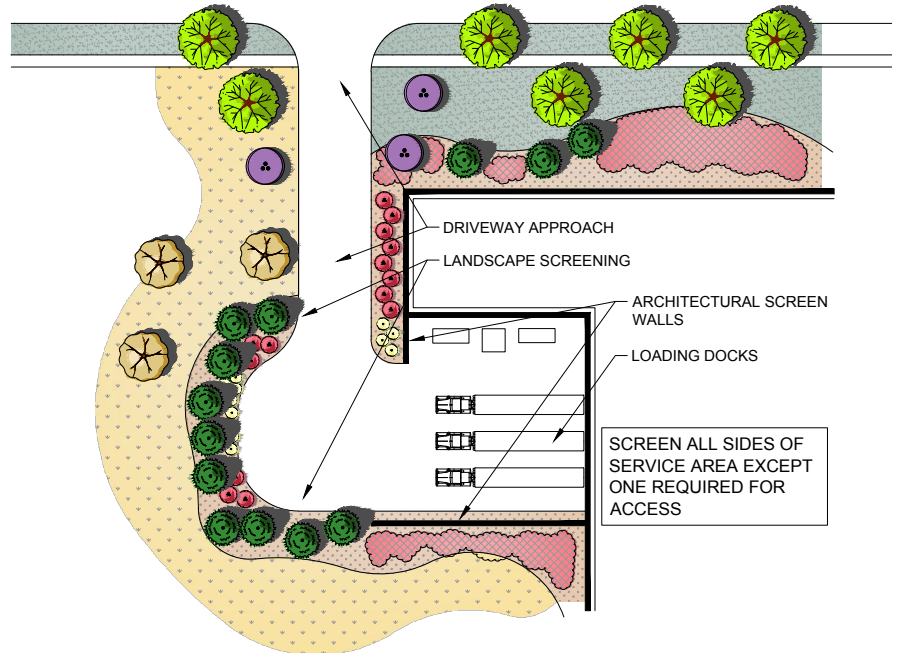 DRIVEWAY APPROACH
LANDSCAPE SCREENING
ARCHITECTURAL SCREEN
WALLS
LOADING DOCKS
SCREEN ALL SIDES OF
SERVICE AREA EXCEPT
ONE REQUIRED FOR
ACCESS